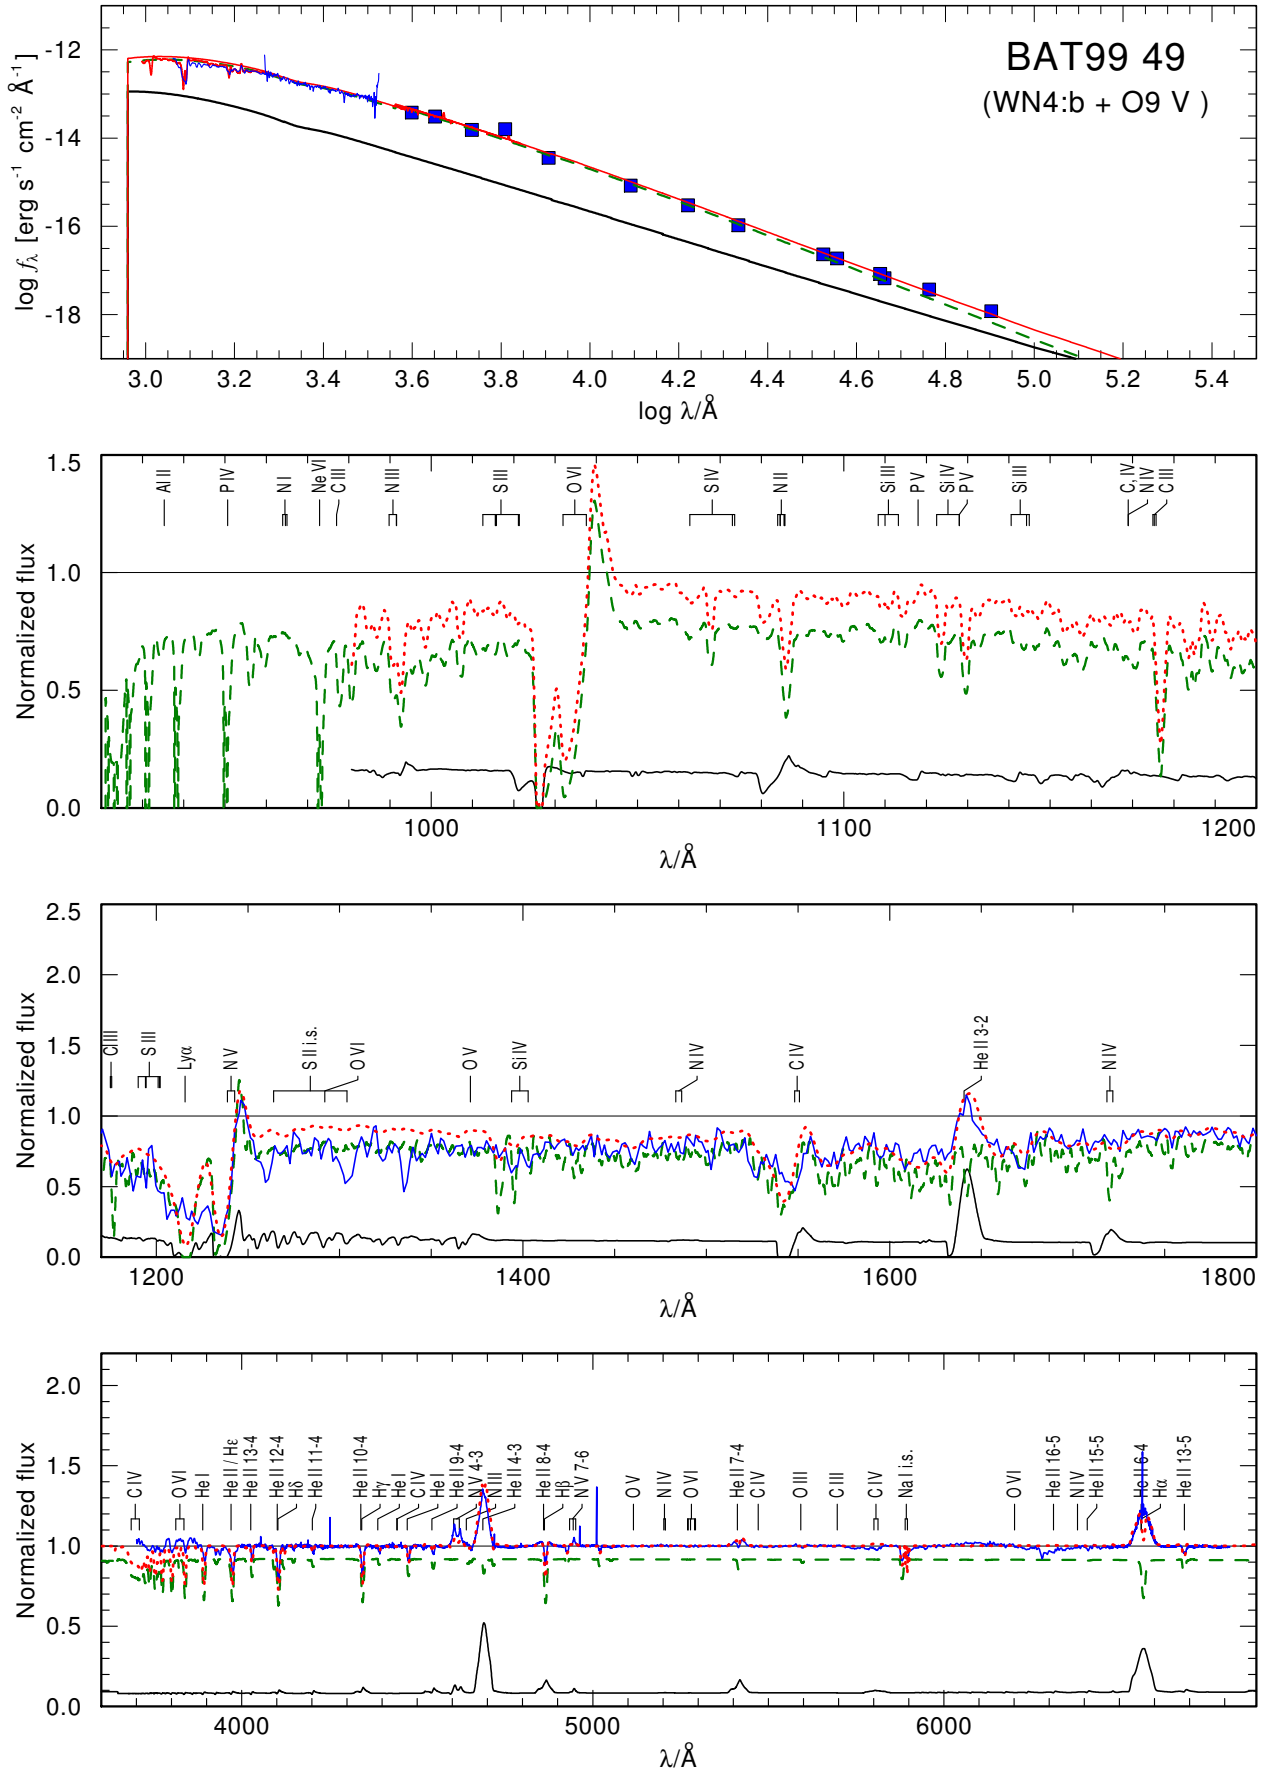 BAT99 49
(WN4:b + O9 V )
log fλ [erg s-1 cm-2 Å-1]
-12
-14
-16
-18
3.0 3.2 3.4 3.6 3.8 4.0 4.2 4.4 4.6 4.8 5.0 5.2 5.4
log λ/Å
Normalized flux
1.5
1.0
0.5
0.0
Al II
P IV
N I
Ne VI
C III
N III
S III
O VI
S IV
N II
Si III
P V
Si IV
P V
Si III
C, IV
N IV
C III
1000 1100 1200
λ/Å
Normalized flux
2.5
2.0
1.5
1.0
0.5
0.0
C III
S III
Lyα
N V
S II i.s.
O VI
O V
Si IV
N IV
C IV
He II 3-2
N IV
1200 1400 1600 1800
λ/Å
Normalized flux
2.0
1.5
1.0
0.5
0.0
C IV
O VI
He I
He II / Hε
He II 13-4
He II 12-4
Hδ
He II 11-4
He II 10-4
Hγ
He I
C IV
He I
He II 9-4
N V 4-3
N III
He II 4-3
He II 8-4
Hβ
N V 7-6
O V
N IV
O VI
He II 7-4
C IV
O III
C III
C IV
Na I i.s.
O VI
He II 16-5
N IV
He II 15-5
He II 6-4
Hα
He II 13-5
4000 5000 6000
λ/Å